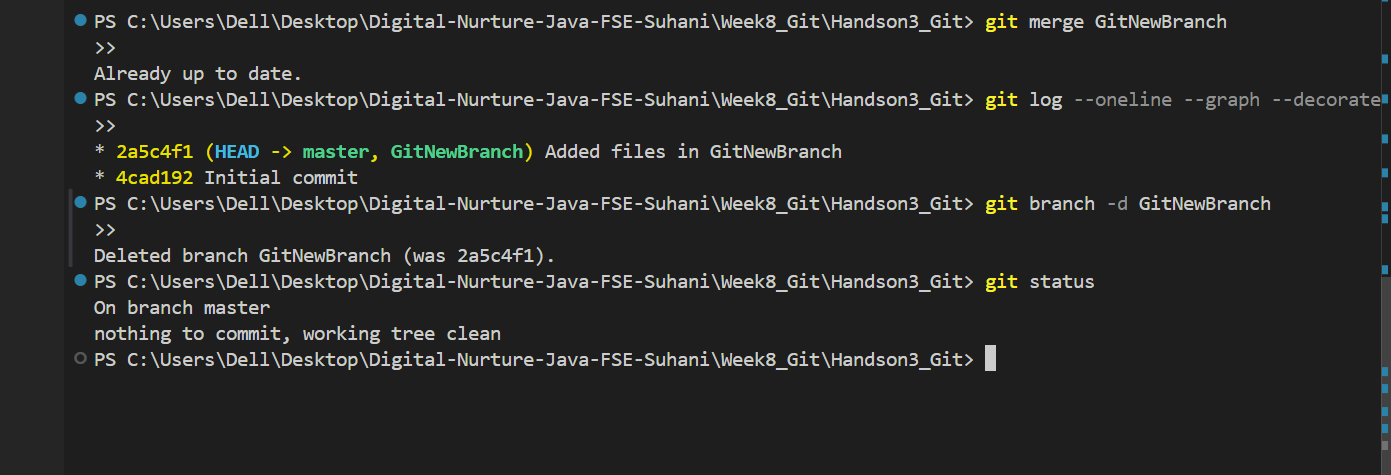 PS C:\Users\Dell\Desktop\Digital-Nurture-Java-FSE-Suhani\Week8_Git\Handson3_Git> git merge GitNewBranch
>>
Already up to date.
PS C:\Users\Dell\Desktop\Digital-Nurture-Java-FSE-Suhani\Week8_Git\Handson3_Git> git log --oneline --graph --decorate
>>
* 2a5c4f1 (HEAD -> master, GitNewBranch) Added files in GitNewBranch
* 4cad192 Initial commit
PS C:\Users\Dell\Desktop\Digital-Nurture-Java-FSE-Suhani\Week8_Git\Handson3_Git> git branch -d GitNewBranch
>>
Deleted branch GitNewBranch (was 2a5c4f1).
PS C:\Users\Dell\Desktop\Digital-Nurture-Java-FSE-Suhani\Week8_Git\Handson3_Git> git status
On branch master
nothing to commit, working tree clean
PS C:\Users\Dell\Desktop\Digital-Nurture-Java-FSE-Suhani\Week8_Git\Handson3_Git>